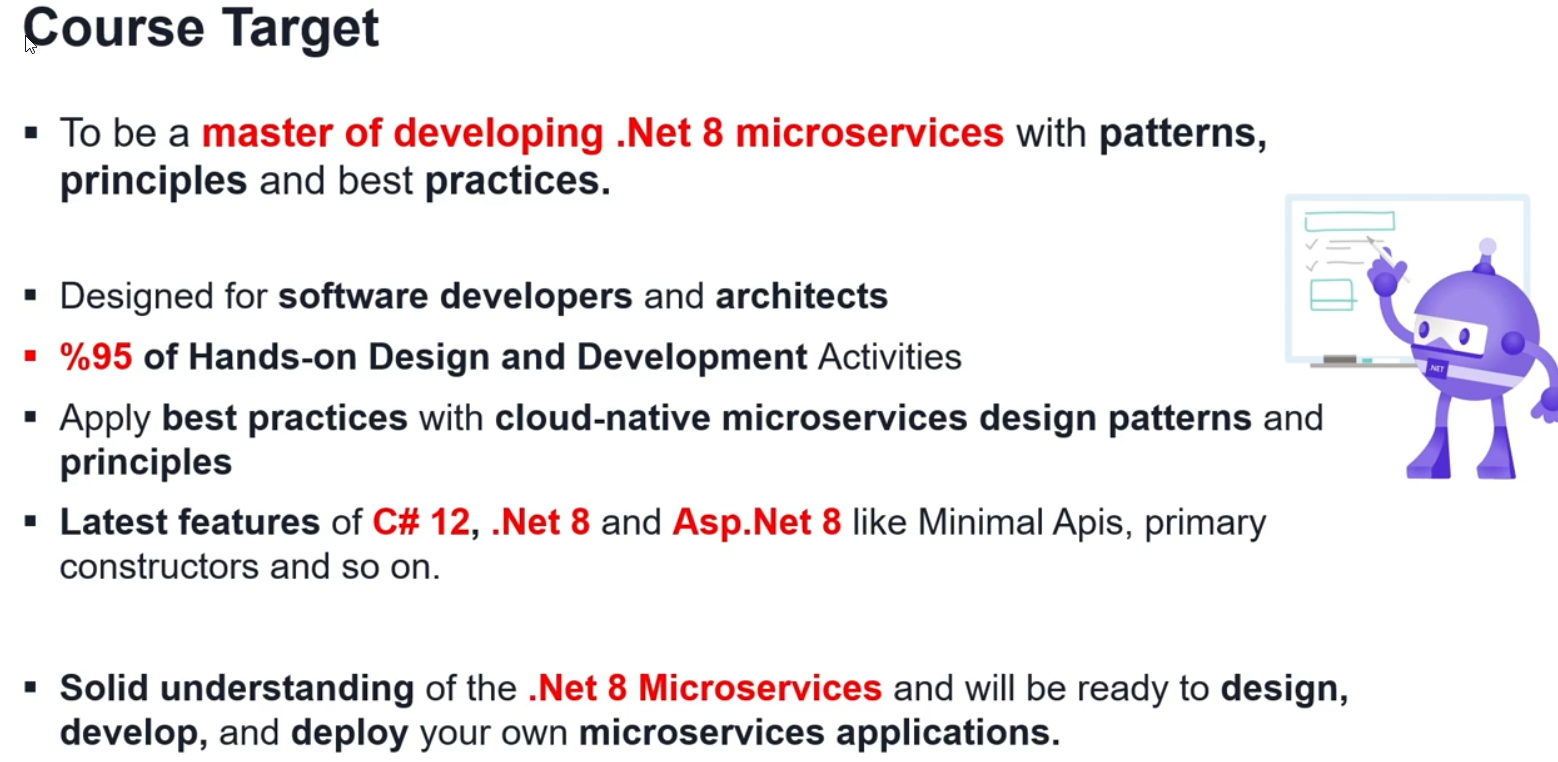 Course Target
To be a master of developing .Net 8 microservices with patterns,
principles and best practices.
Designed for software developers and architects
%95 of Hands-on Design and Development Activities
Apply best practices with cloud-native microservices design patterns and
principles
Latest features of C# 12, .Net 8 and Asp.Net 8 like Minimal Apis, primary
constructors and so on.
.NET
Solid understanding of the .Net 8 Microservices and will be ready to design,
develop, and deploy your own microservices applications.